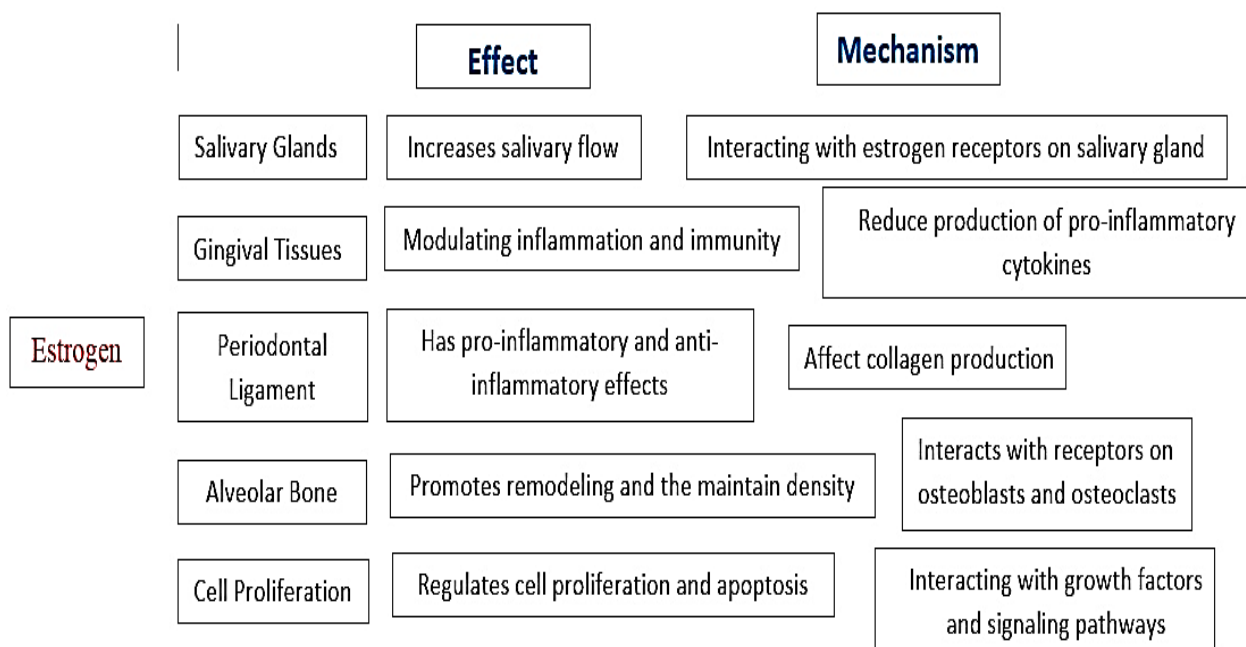 Effect
Mechanism
Salivary Glands
Increases salivary flow
Interacting with estrogen receptors on salivary gland
Gingival Tissues
Modulating inflammation and immunity
Reduce production of pro-inflammatory
cytokines
Estrogen
Periodontal
Ligament
Has pro-inflammatory and anti-
inflammatory effects
Affect collagen production
Alveolar Bone
Promotes remodeling and the maintain density
Interacts with receptors on
osteoblasts and osteoclasts
Cell Proliferation
Regulates cell proliferation and apoptosis
Interacting with growth factors
and signaling pathways